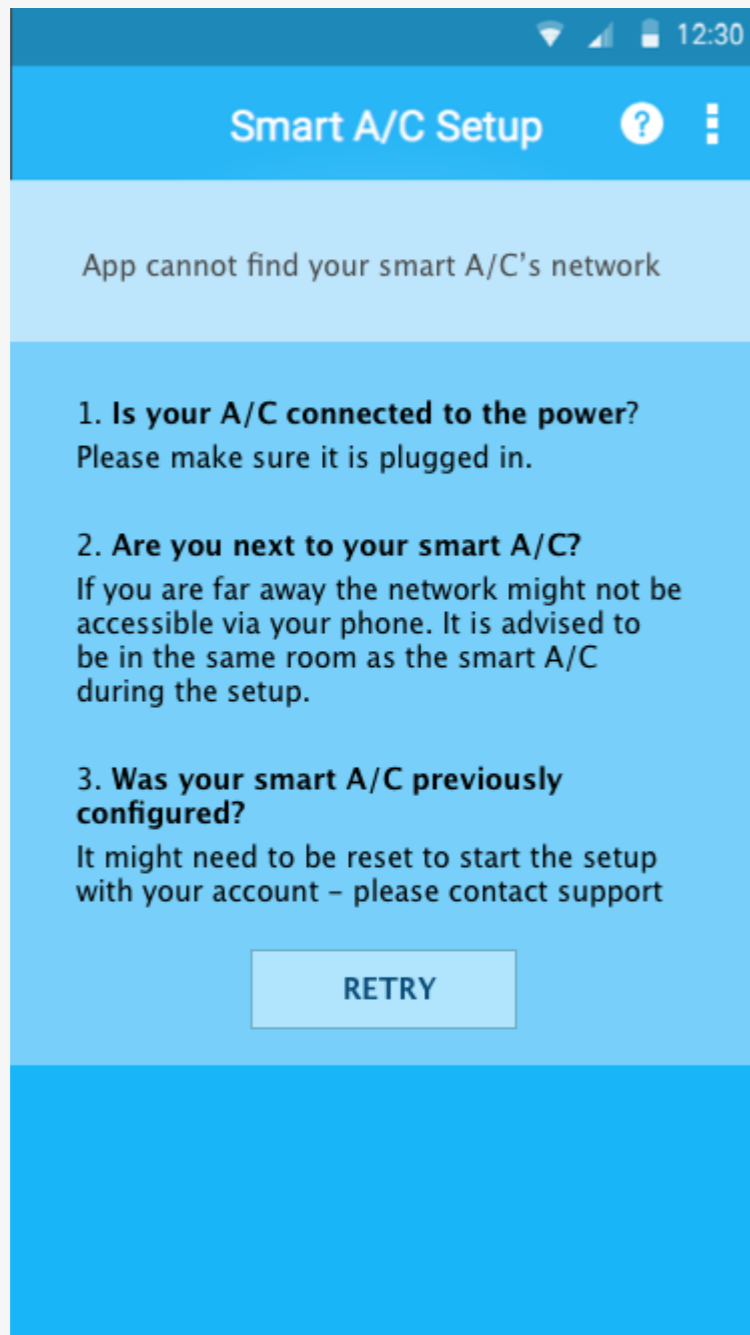 12:30
Smart A/C Setup ?
App cannot find your smart A/C’s network
1. Is your A/C connected to the power?
Please make sure it is plugged in.
2. Are you next to your smart A/C?
If you are far away the network might not be
accessible via your phone. It is advised to
be in the same room as the smart A/C
during the setup.
3. Was your smart A/C previously
configured?
It might need to be reset to start the setup
with your account – please contact support
RETRY